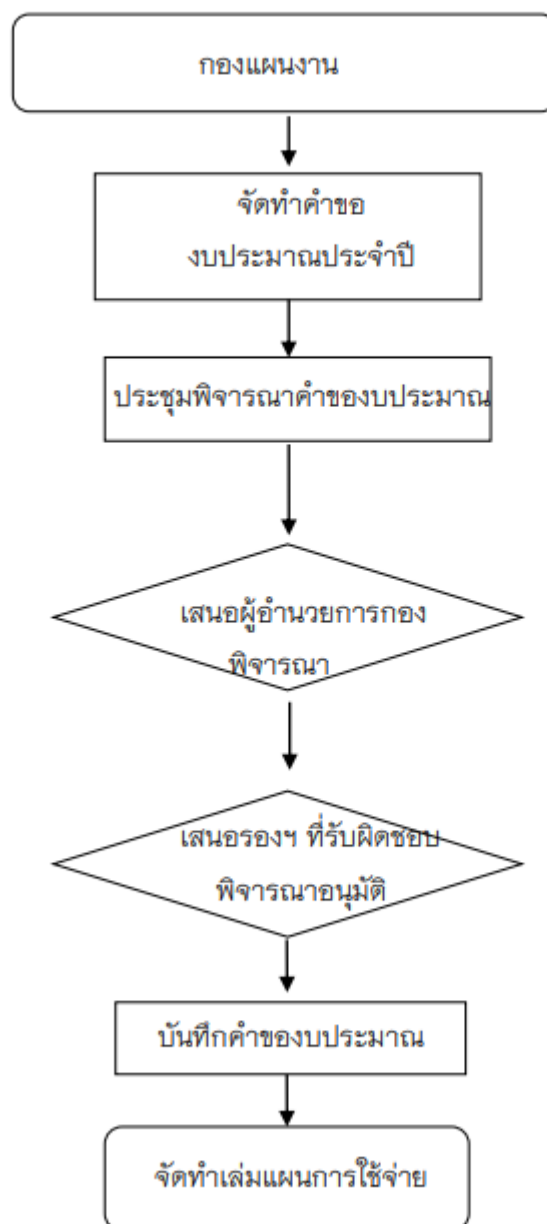 กองแผนงาน
จัดทำคำขอ
งบประมาณประจำปี
ประชุมพิจารณาคำของบประมาณ
เสนอผู้อำนวยการกอง
พิจารณา
เสนอรองฯ ที่รับผิดชอบ
พิจารณาอนุมัติ
บันทึกคำของบประมาณ
จัดทำเล่มแผนการใช้จ่าย